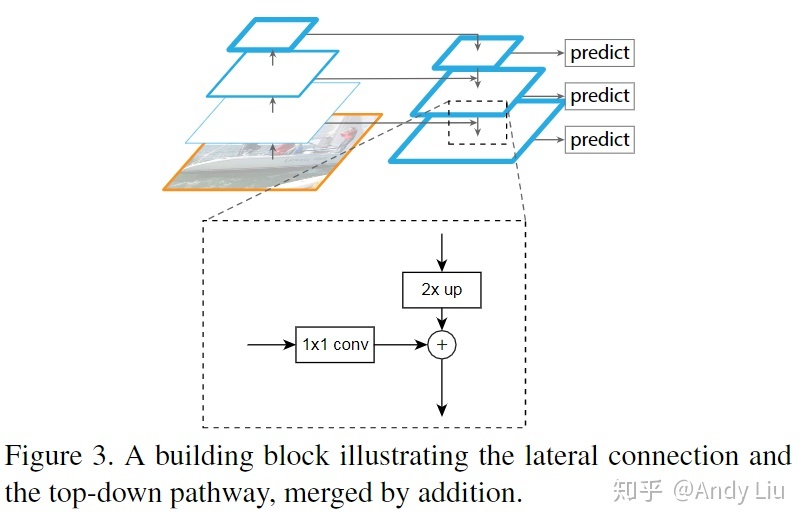 predict
predict
predict
2x up
1x1 conv
+
Figure 3. A building block illustrating the lateral connection and
the top-down pathway, merged by addition.
知乎 @Andy Liu